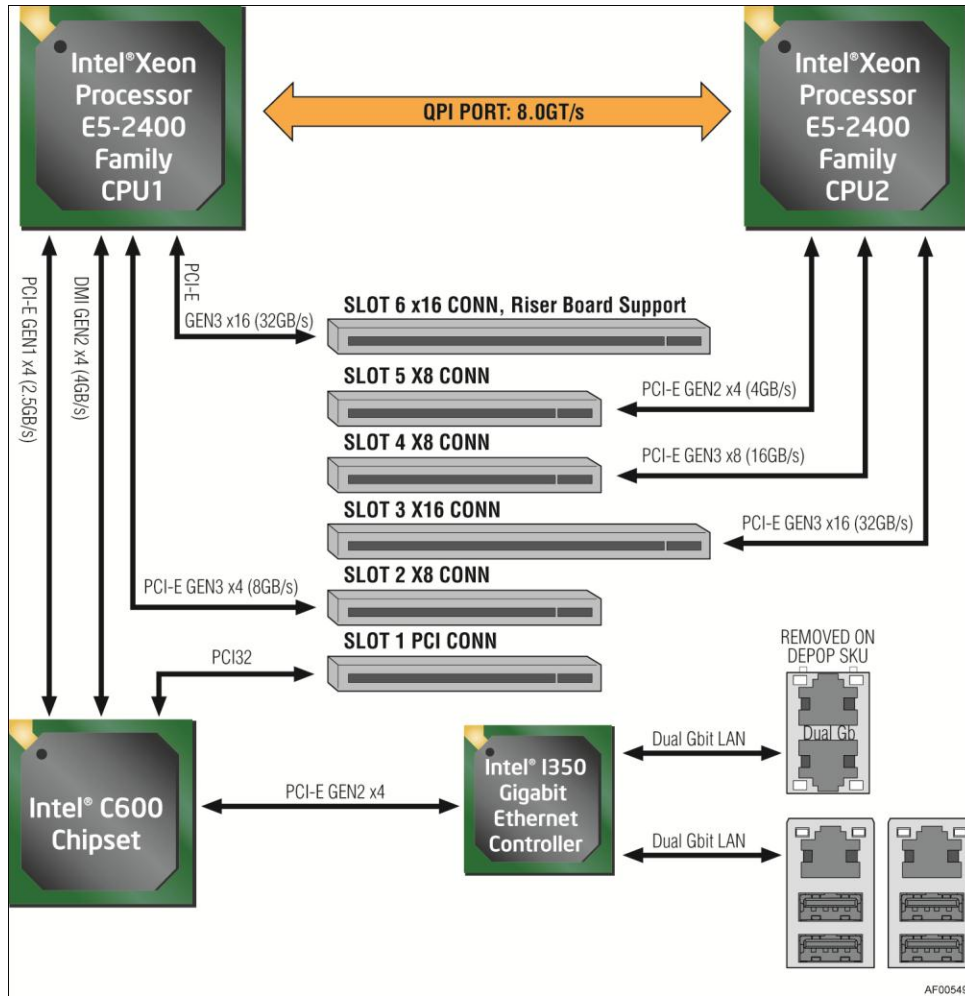 Intel®Xeon
Processor
E5-2400
Family
CPU1
QPI PORT: 8.0GT/s
Intel®Xeon
Processor
E5-2400
Family
CPU2
PCI-E GEN1 x4 (2.5GB/s)
DMI GEN2 x4 (4GB/s)
PCI-E
GEN3 x16 (32GB/s)
SLOT 6 x16 CONN, Riser Board Support
SLOT 5 X8 CONN
PCI-E GEN2 x4 (4GB/s)
SLOT 4 X8 CONN
PCI-E GEN3 x8 (16GB/s)
SLOT 3 X16 CONN
PCI-E GEN3 x16 (32GB/s)
SLOT 2 X8 CONN
PCI-E GEN3 x4 (8GB/s)
SLOT 1 PCI CONN
PCI32
REMOVED ON
DEPOP SKU
Dual Gb
Dual Gbit LAN
Intel® C600
Chipset
PCI-E GEN2 x4
Intel® I350
Gigabit
Ethernet
Controller
Dual Gbit LAN
AF00549